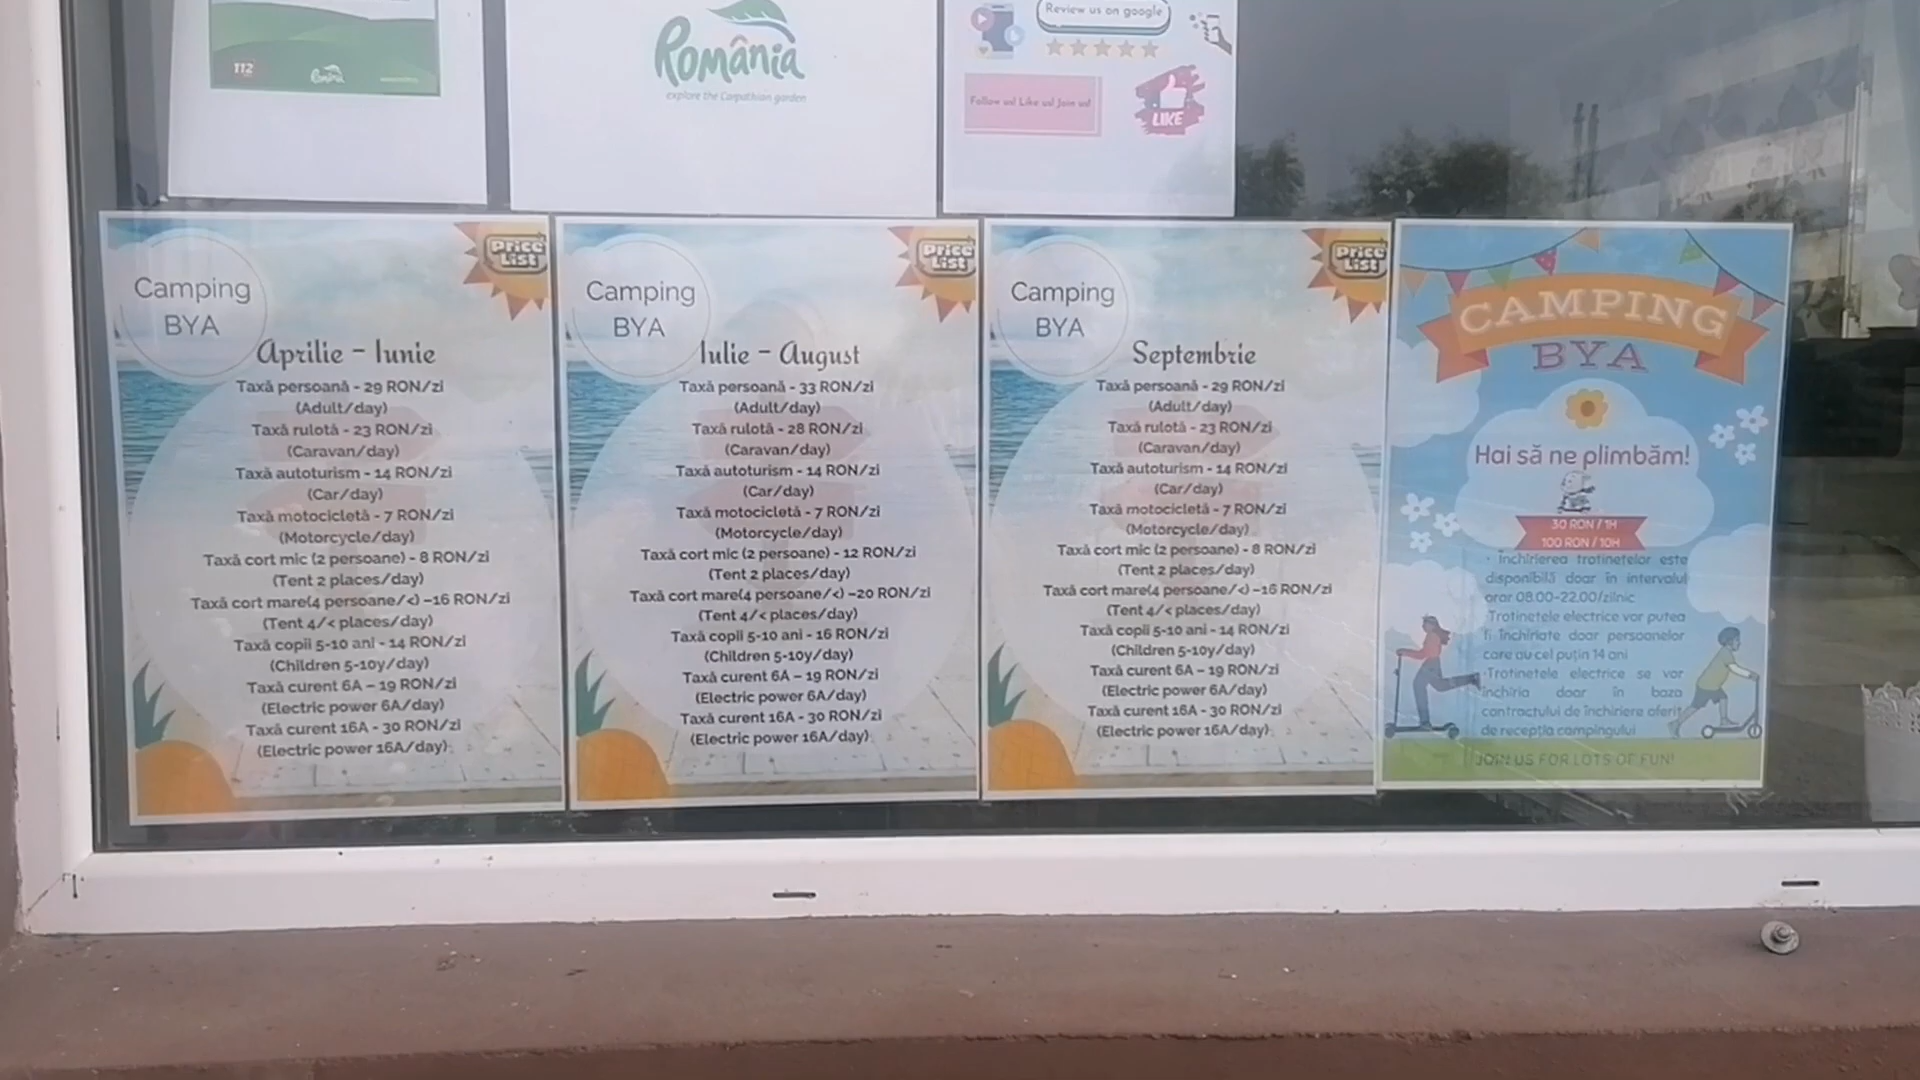 112
România
România
explore the Carpathian garden
Review us on google
Follow us! Like us! Join us!
LIKE
Price List
Camping
BYA
Aprilie - Iunie
Taxă persoană - 29 RON/zi
(Adult/day)
Taxă rulotă - 23 RON/zi
(Caravan/day)
Taxă autoturism - 14 RON/zi
(Car/day)
Taxă motocicletă - 7 RON/zi
(Motorcycle/day)
Taxă cort mic (2 persoane) - 8 RON/zi
(Tent 2 places/day)
Taxă cort mare(4 persoane/<) –16 RON/zi
(Tent 4/< places/day)
Taxă copii 5-10 ani - 14 RON/zi
(Children 5-10y/day)
Taxă curent 6A – 19 RON/zi
(Electric power 6A/day)
Taxă curent 16A - 30 RON/zi
(Electric power 16A/day)
Price List
Camping
BYA
Iulie - August
Taxă persoană - 33 RON/zi
(Adult/day)
Taxă rulotă - 28 RON/zi
(Caravan/day)
Taxă autoturism - 14 RON/zi
(Car/day)
Taxă motocicletă - 7 RON/zi
(Motorcycle/day)
Taxă cort mic (2 persoane) - 12 RON/zi
(Tent 2 places/day)
Taxă cort mare(4 persoane/<) –20 RON/zi
(Tent 4/< places/day)
Taxă copii 5-10 ani - 16 RON/zi
(Children 5-10y/day)
Taxă curent 6A – 19 RON/zi
(Electric power 6A/day)
Taxă curent 16A - 30 RON/zi
(Electric power 16A/day)
Price List
Camping
BYA
Septembrie
Taxă persoană - 29 RON/zi
(Adult/day)
Taxă rulotă - 23 RON/zi
(Caravan/day)
Taxă autoturism - 14 RON/zi
(Car/day)
Taxă motocicletă - 7 RON/zi
(Motorcycle/day)
Taxă cort mic (2 persoane) - 8 RON/zi
(Tent 2 places/day)
Taxă cort mare(4 persoane/<) –16 RON/zi
(Tent 4/< places/day)
Taxă copii 5-10 ani - 14 RON/zi
(Children 5-10y/day)
Taxă curent 6A – 19 RON/zi
(Electric power 6A/day)
Taxă curent 16A - 30 RON/zi
(Electric power 16A/day)
CAMPING
BYA
Hai să ne plimbăm!
30 RON / 1H
100 RON / 10H
· Închirierea trotinetelor este
disponibilă doar în intervalul
orar 08.00-22.00/zilnic
·Trotinetele electrice vor putea
fi închiriate doar persoanelor
care au cel puțin 14 ani
·Trotinetele electrice se vor
închiria doar în baza
contractului de închiriere oferit
de recepția campingului
JOIN US FOR LOTS OF FUN!